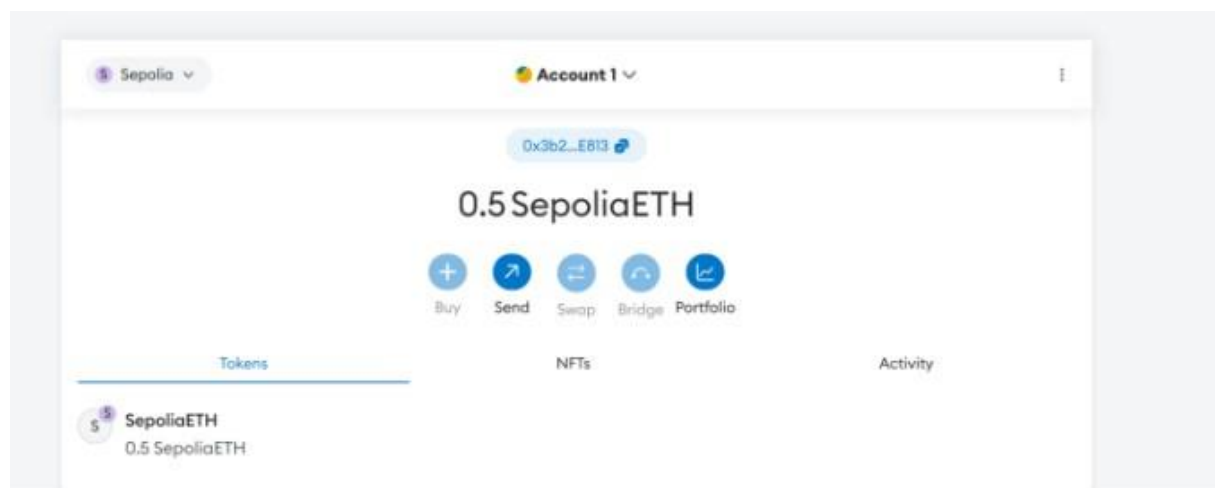 S Sepolia
Account 1
0x3b2...E813
0.5 SepoliaETH
Buy Send Swap Bridge Portfolio
Tokens NFTs Activity
S S SepoliaETH
0.5 SepoliaETH